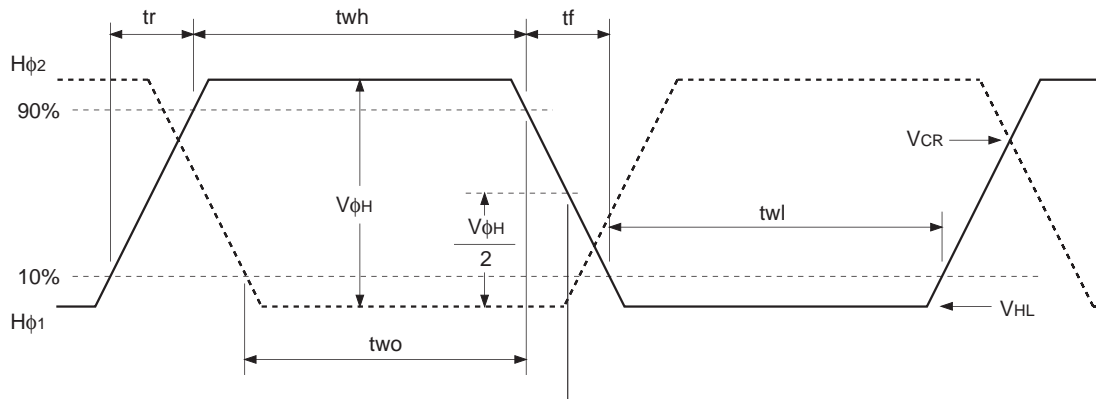 tr
twh
tf
Hϕ2
90%
VCR
VϕH
VϕH
2
twl
10%
Hϕ1
VHL
two